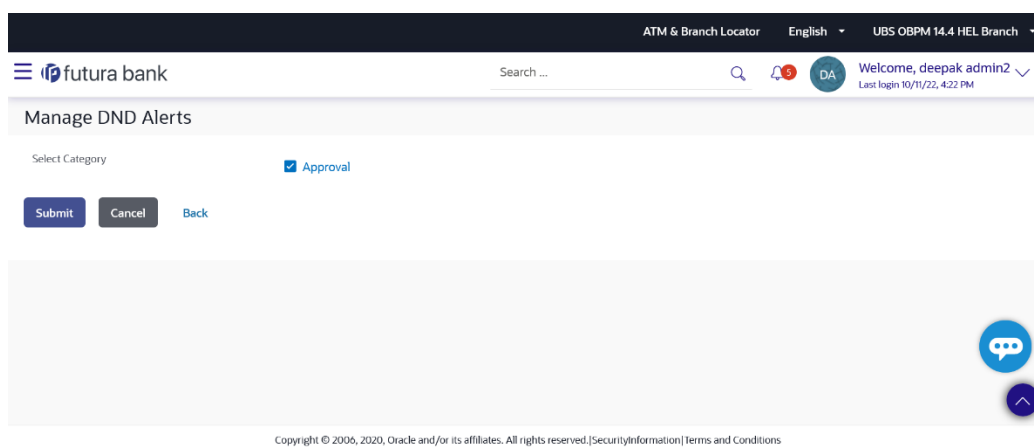 ATM & Branch Locator English UBS OBPM 14.4 HEL Branch
futura bank Search ... 5 DA Welcome, deepak admin2
Last login 10/11/22, 4:22 PM
Manage DND Alerts
Select Category Approval
Submit Cancel Back
Copyright © 2006, 2020, Oracle and/or its affiliates. All rights reserved.|SecurityInformation|Terms and Conditions